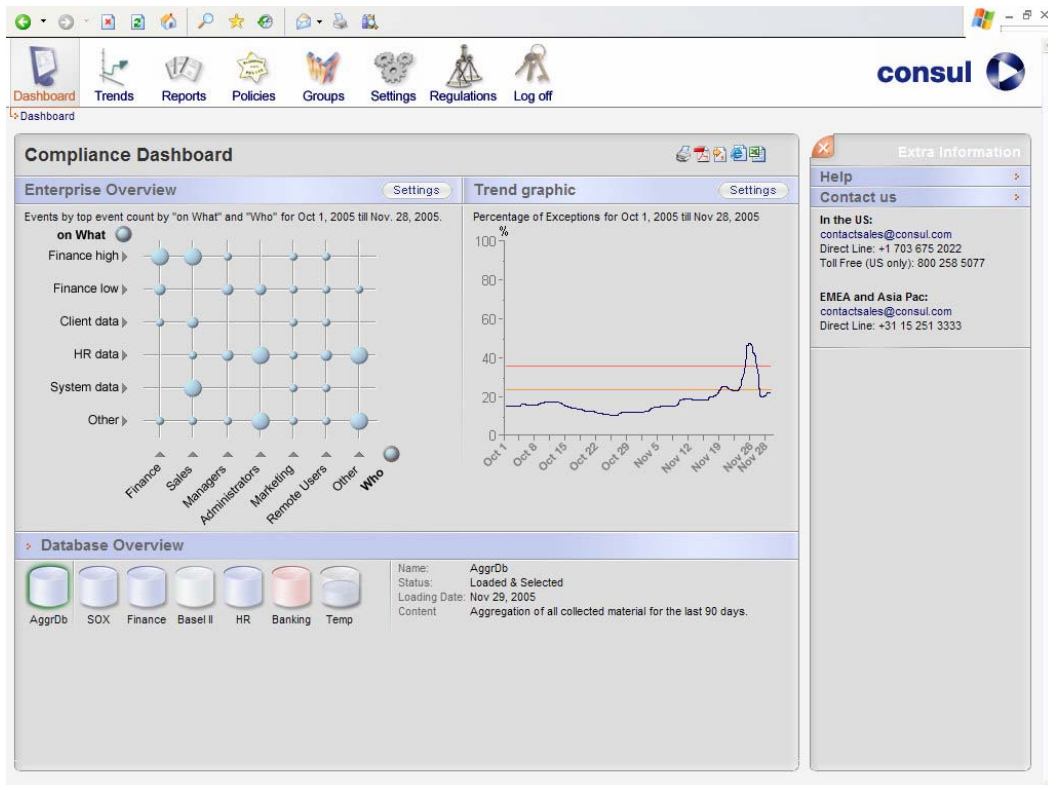 Dashboard
Trends
Reports
Policies
Groups
Settings
Regulations
Log off
consul
Dashboard
Compliance Dashboard
Enterprise Overview
Settings
Events by top event count by "on What" and "Who" for Oct 1, 2005 till Nov. 28, 2005.
on What
Finance high
Finance low
Client data
HR data
System data
Other
Finance
Sales
Managers
Administrators
Marketing
Remote Users
Other
Who
Trend graphic
Settings
Percentage of Exceptions for Oct 1, 2005 till Nov 28, 2005
%
100
80
60
40
20
0
Oct 1
Oct 8
Oct 15
Oct 22
Oct 29
Nov 5
Nov 12
Nov 19
Nov 26
Nov 28
Database Overview
AggrDb
SOX
Finance
Basel II
HR
Banking
Temp
Name: AggrDb
Status: Loaded & Selected
Loading Date: Nov 29, 2005
Content Aggregation of all collected material for the last 90 days.
Extra Information
Help
Contact us
In the US:
contactsales@consul.com
Direct Line: +1 703 675 2022
Toll Free (US only): 800 258 5077
EMEA and Asia Pac:
contactsales@consul.com
Direct Line: +31 15 251 3333